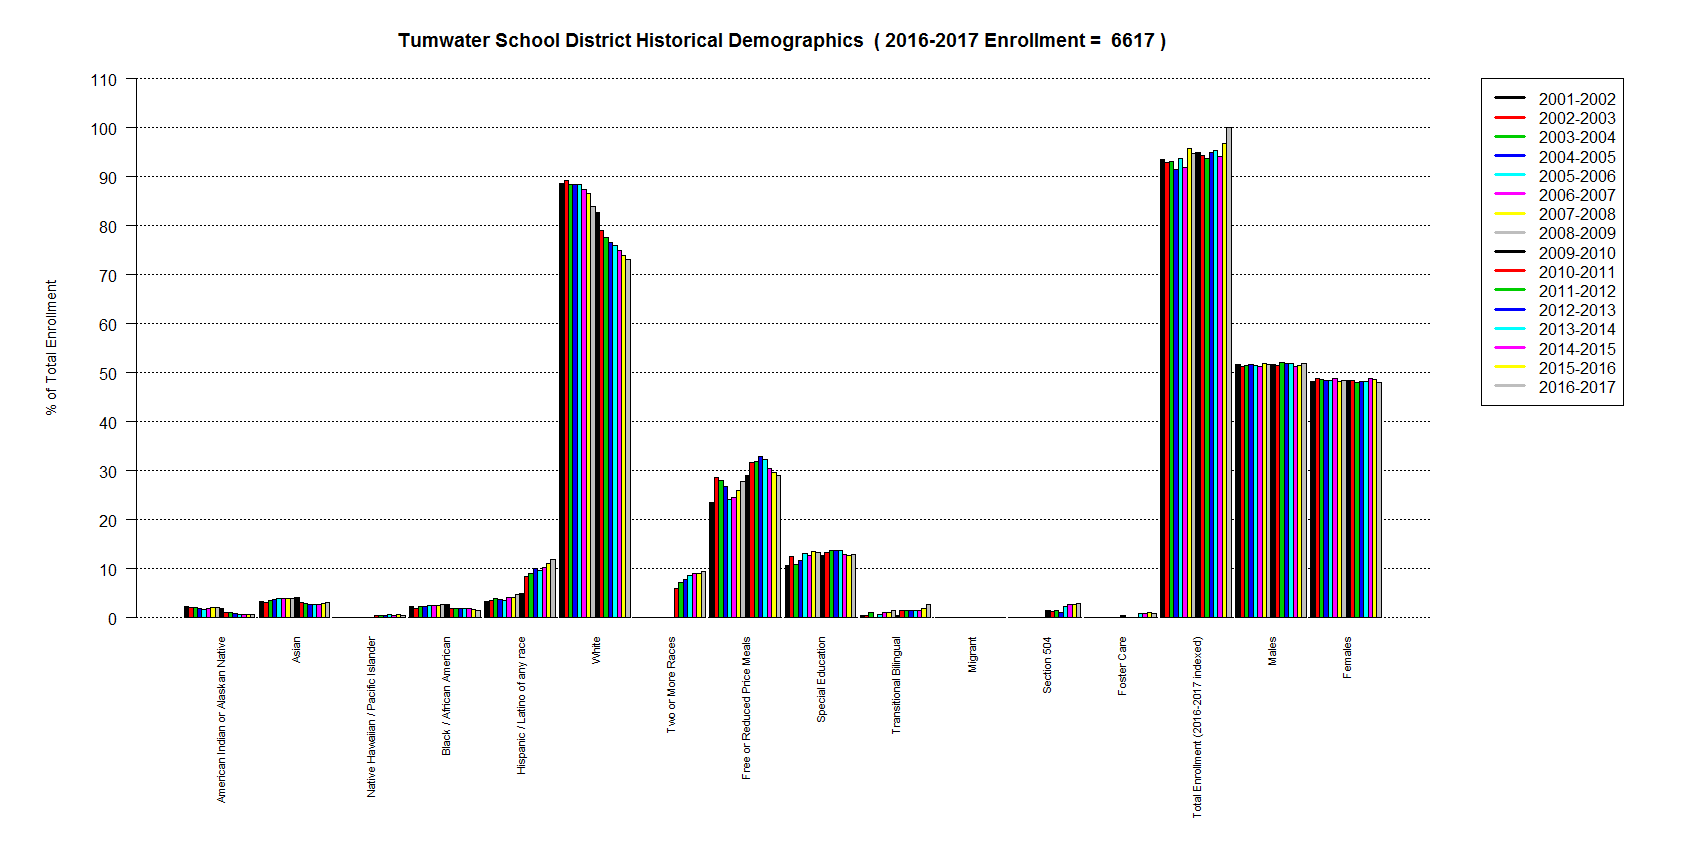 Tumwater School District Historical Demographics ( 2016-2017 Enrollment = 6617 )
110
100
90
80
70
60
50
40
30
20
10
0
% of Total Enrollment
American Indian or Alaskan Native
Asian
Native Hawaiian / Pacific Islander
Black / African American
Hispanic / Latino of any race
White
Two or More Races
Free or Reduced Price Meals
Special Education
Transitional Bilingual
Migrant
Section 504
Foster Care
Total Enrollment (2016-2017 indexed)
Males
Females
2001-2002
2002-2003
2003-2004
2004-2005
2005-2006
2006-2007
2007-2008
2008-2009
2009-2010
2010-2011
2011-2012
2012-2013
2013-2014
2014-2015
2015-2016
2016-2017